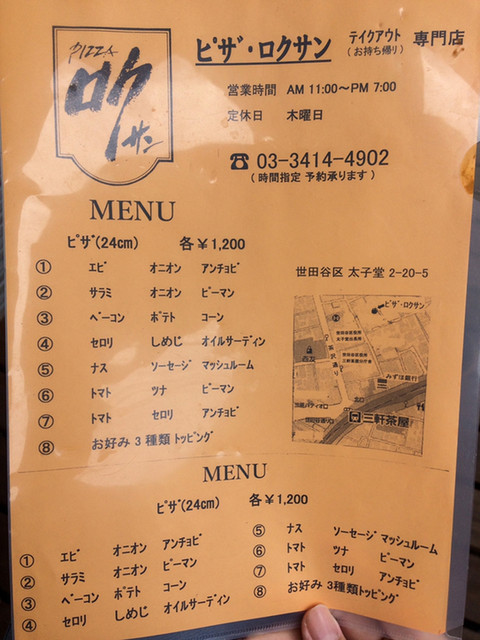 PIZZA
ロク
サン
ピザ・ロクサン テイクアウト (お持ち帰り) 専門店
営業時間 AM 11:00～PM 7:00
定休日 木曜日
☎ 03-3414-4902
(時間指定 予約承ります)
MENU
ピザ(24cm) 各¥1,200
① エビ オニオン アンチョビ
② サラミ オニオン ピーマン
③ ベーコン ポテト コーン
④ セロリ しめじ オイルサーディン
⑤ ナス ソーセージ マッシュルーム
⑥ トマト ツナ ピーマン
⑦ トマト セロリ アンチョビ
⑧ お好み 3 種類 トッピング
世田谷区 太子堂 2-20-5
ピザ・ロクサン
みずほ銀行
三軒茶屋
MENU
ピザ(24cm) 各¥1,200
① エビ オニオン アンチョビ
② サラミ オニオン ピーマン
③ ベーコン ポテト コーン
④ セロリ しめじ オイルサーディン
⑤ ナス ソーセージ マッシュルーム
⑥ トマト ツナ ピーマン
⑦ トマト セロリ アンチョビ
⑧ お好み 3種類トッピング